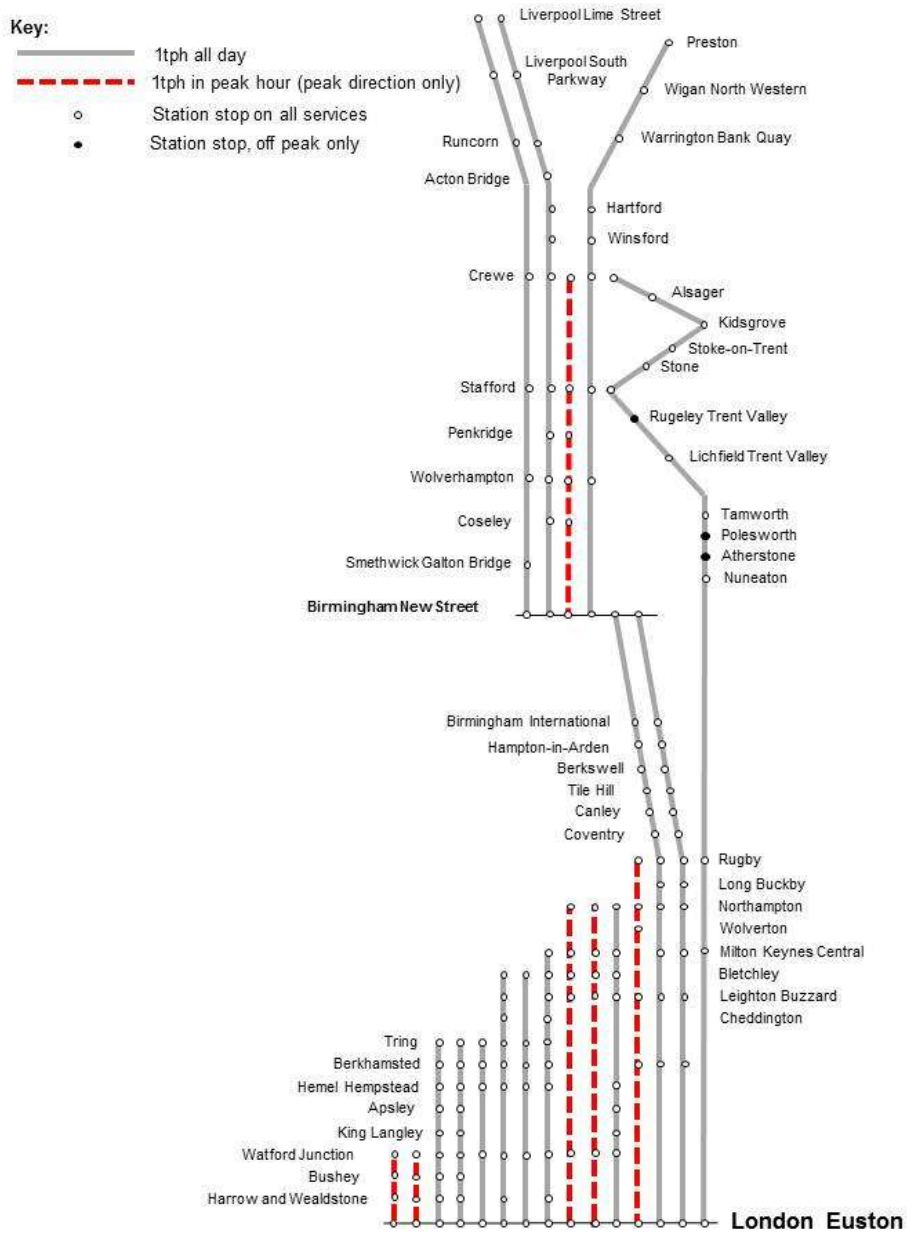 Key:
1tph all day
1tph in peak hour (peak direction only)
Station stop on all services
Station stop, off peak only
Liverpool Lime Street
Liverpool South
Parkway
Preston
Wigan North Western
Warrington Bank Quay
Runcorn
Acton Bridge
Hartford
Winsford
Crewe
Alsager
Kidsgrove
Stoke-on-Trent
Stone
Stafford
Rugeley Trent Valley
Penkridge
Lichfield Trent Valley
Wolverhampton
Tamworth
Coseley
Polesworth
Atherstone
Smethwick Galton Bridge
Nuneaton
Birmingham New Street
Birmingham International
Hampton-in-Arden
Berkswell
Tile Hill
Canley
Coventry
Rugby
Long Buckby
Northampton
Wolverton
Milton Keynes Central
Bletchley
Leighton Buzzard
Cheddington
Tring
Berkhamsted
Hemel Hempstead
Apsley
King Langley
Watford Junction
Bushey
Harrow and Wealdstone
London Euston